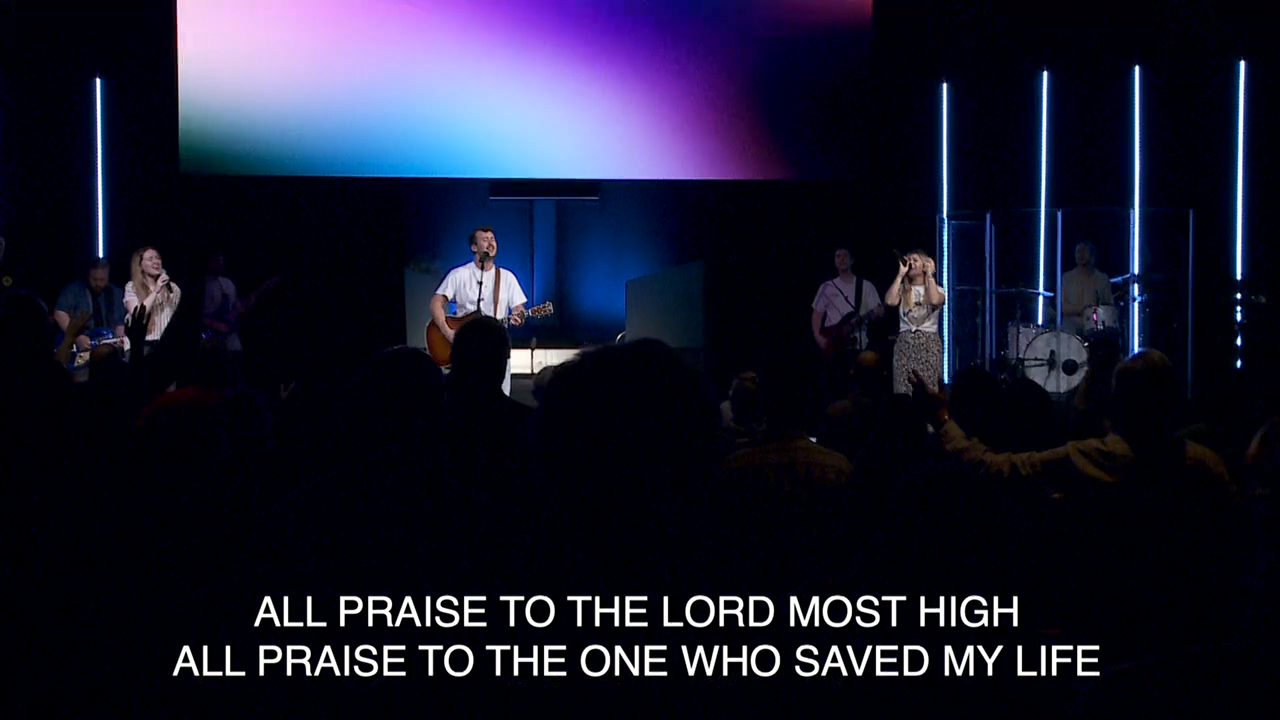 ALL PRAISE TO THE LORD MOST HIGH
ALL PRAISE TO THE ONE WHO SAVED MY LIFE